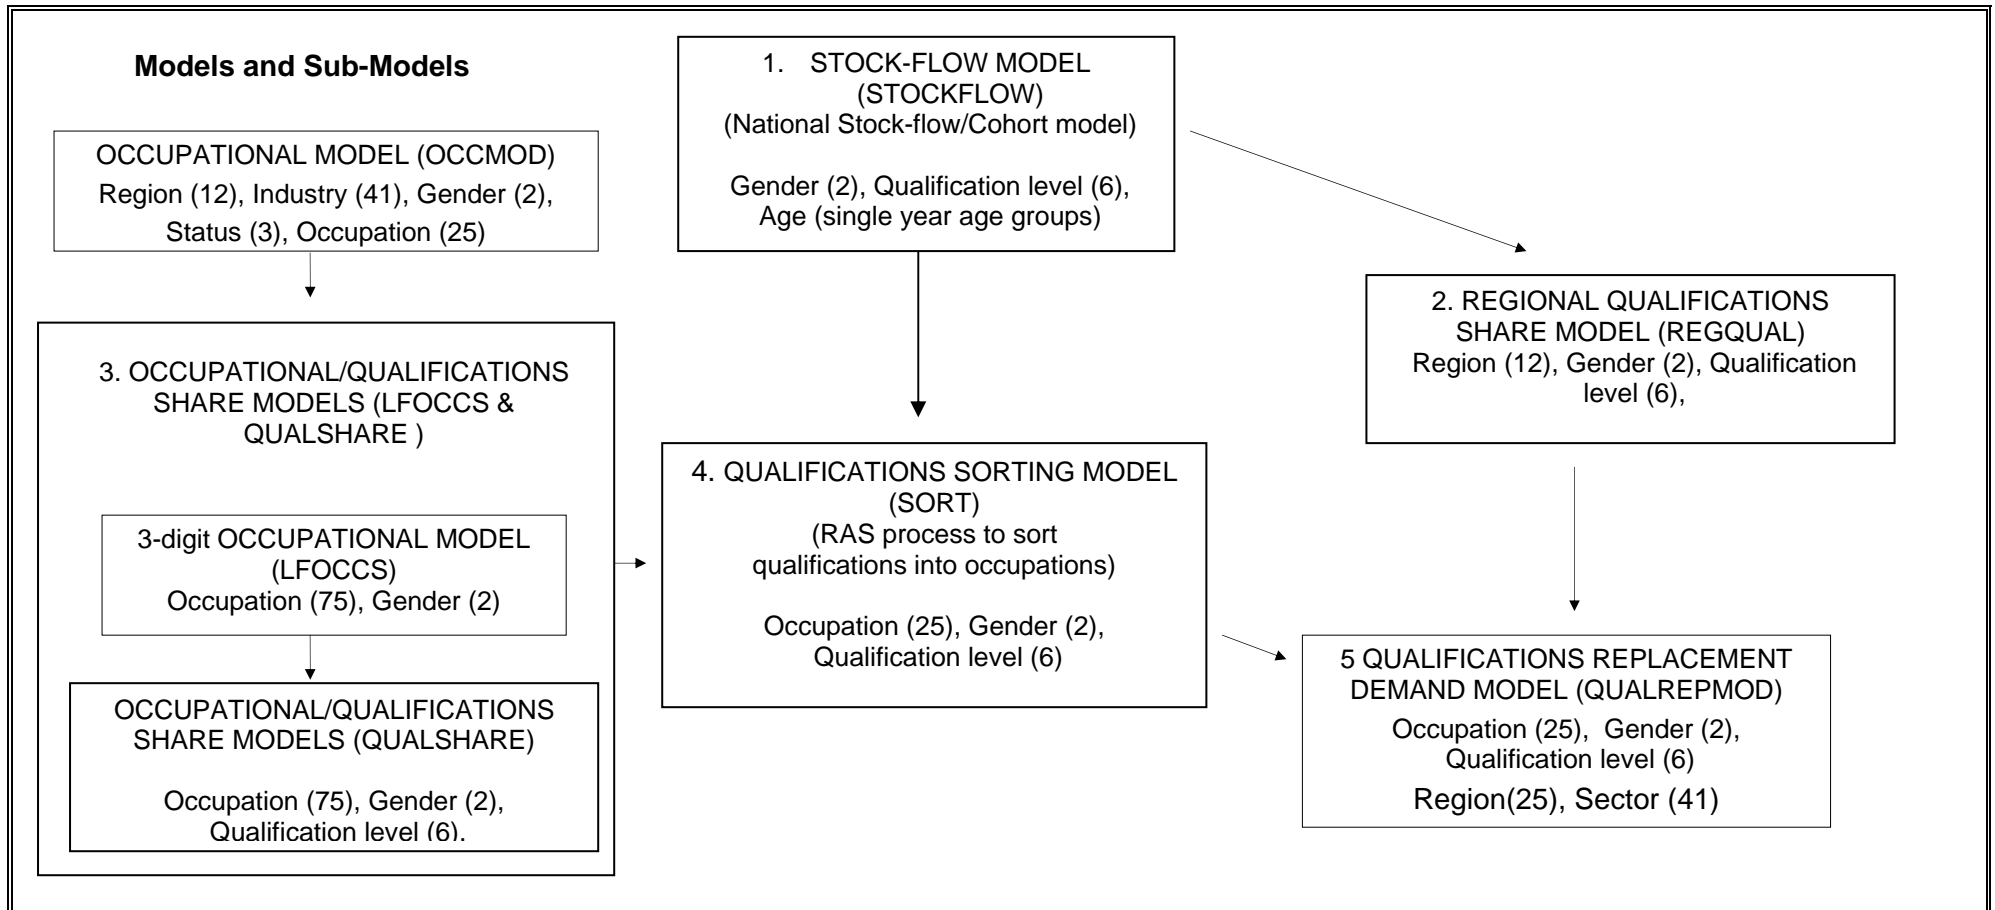 Models and Sub-Models
OCCUPATIONAL MODEL (OCCMOD)
Region (12), Industry (41), Gender (2),
Status (3), Occupation (25)
1. STOCK-FLOW MODEL
(STOCKFLOW)
(National Stock-flow/Cohort model)
Gender (2), Qualification level (6),
Age (single year age groups)
2. REGIONAL QUALIFICATIONS
SHARE MODEL (REGQUAL)
Region (12), Gender (2), Qualification
level (6),
3. OCCUPATIONAL/QUALIFICATIONS
SHARE MODELS (LFOCCS &
QUALSHARE )
3-digit OCCUPATIONAL MODEL
(LFOCCS)
Occupation (75), Gender (2)
OCCUPATIONAL/QUALIFICATIONS
SHARE MODELS (QUALSHARE)
Occupation (75), Gender (2),
Qualification level (6).
4. QUALIFICATIONS SORTING MODEL
(SORT)
(RAS process to sort
qualifications into occupations)
Occupation (25), Gender (2),
Qualification level (6)
5 QUALIFICATIONS REPLACEMENT
DEMAND MODEL (QUALREPMOD)
Occupation (25), Gender (2),
Qualification level (6)
Region(25), Sector (41)